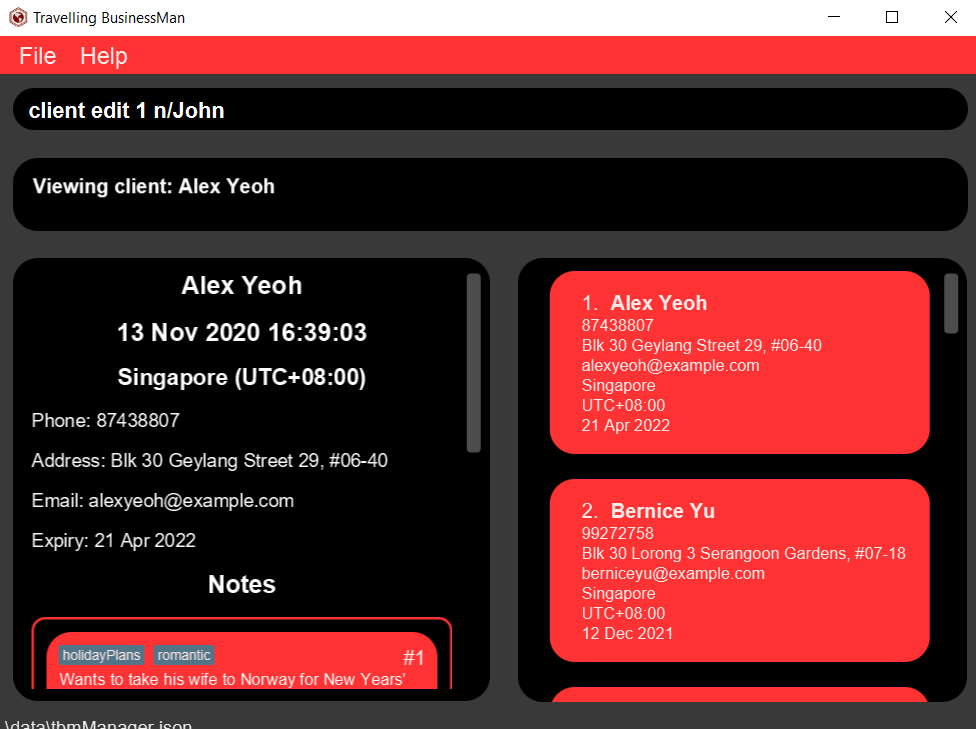 Travelling BusinessMan
File Help
client edit 1 n/John
Viewing client: Alex Yeoh
Alex Yeoh
13 Nov 2020 16:39:03
Singapore (UTC+08:00)
Phone: 87438807
Address: Blk 30 Geylang Street 29, #06-40
Email: alexyeoh@example.com
Expiry: 21 Apr 2022
Notes
holidayPlans romantic #1
Wants to take his wife to Norway for New Years'
1. Alex Yeoh
87438807
Blk 30 Geylang Street 29, #06-40
alexyeoh@example.com
Singapore
UTC+08:00
21 Apr 2022
2. Bernice Yu
99272758
Blk 30 Lorong 3 Serangoon Gardens, #07-18
berniceyu@example.com
Singapore
UTC+08:00
12 Dec 2021
\data\tbmManager.json